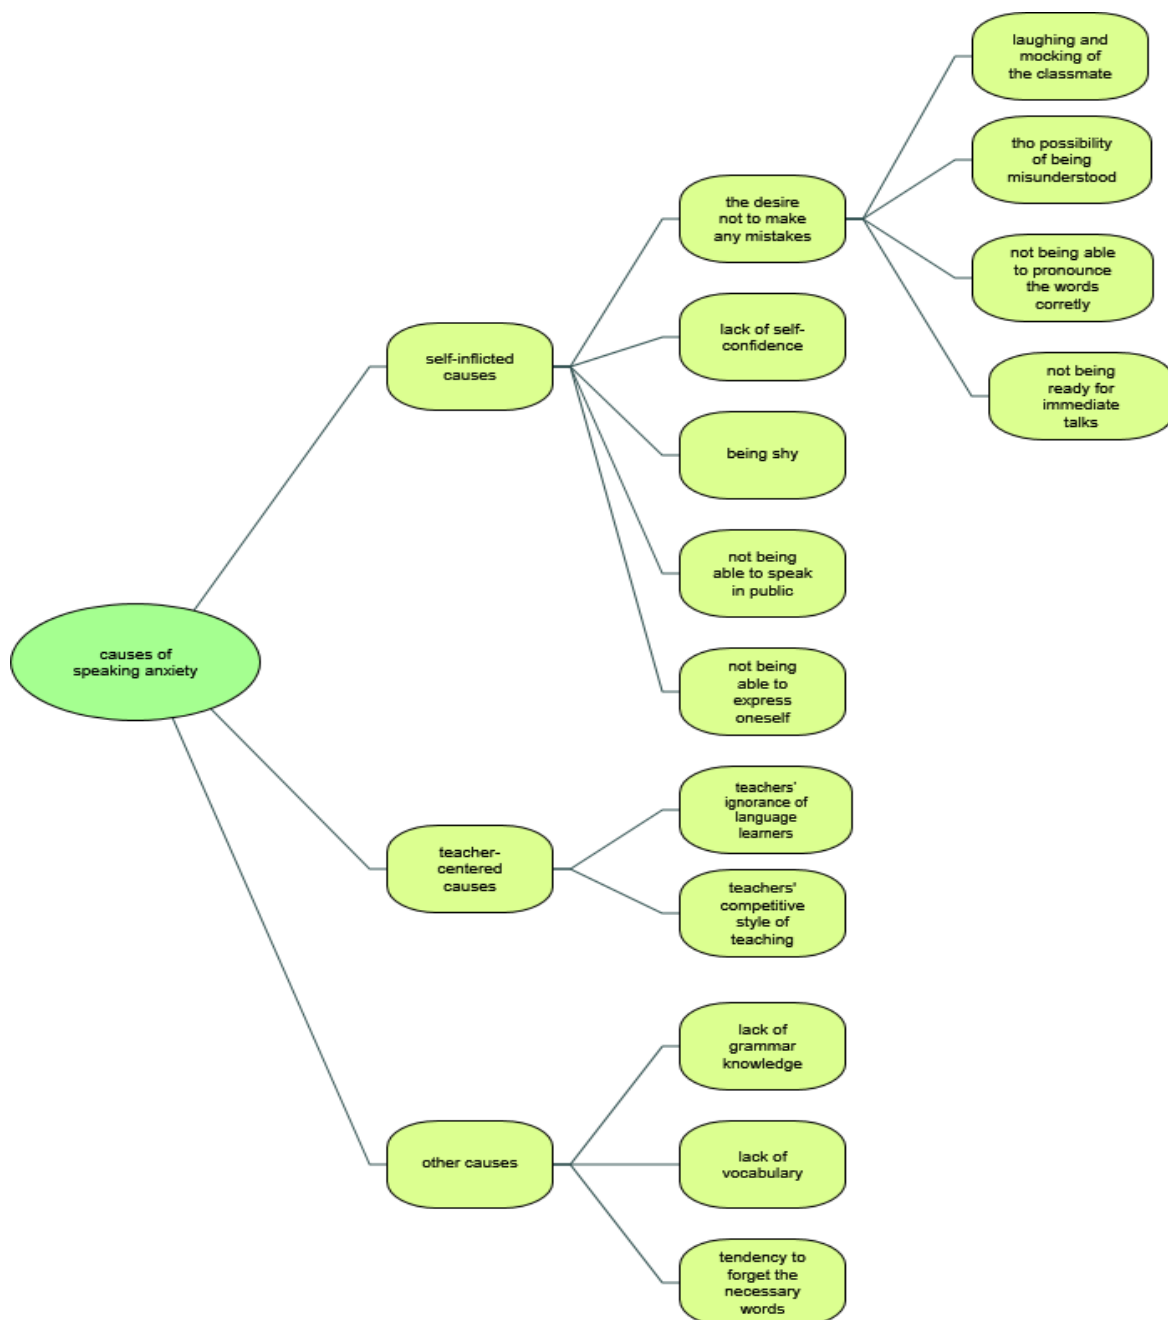 causes of
speaking anxiety
self-inflicted
causes
the desire
not to make
any mistakes
laughing and
mocking of
the classmate
tho possibility
of being
misunderstood
not being able
to pronounce
the words
corretly
not being
ready for
immediate
talks
lack of self-
confidence
being shy
not being
able to speak
in public
not being
able to
express
oneself
teacher-
centered
causes
teachers'
ignorance of
language
learners
teachers'
competitive
style of
teaching
other causes
lack of
grammar
knowledge
lack of
vocabulary
tendency to
forget the
necessary
words